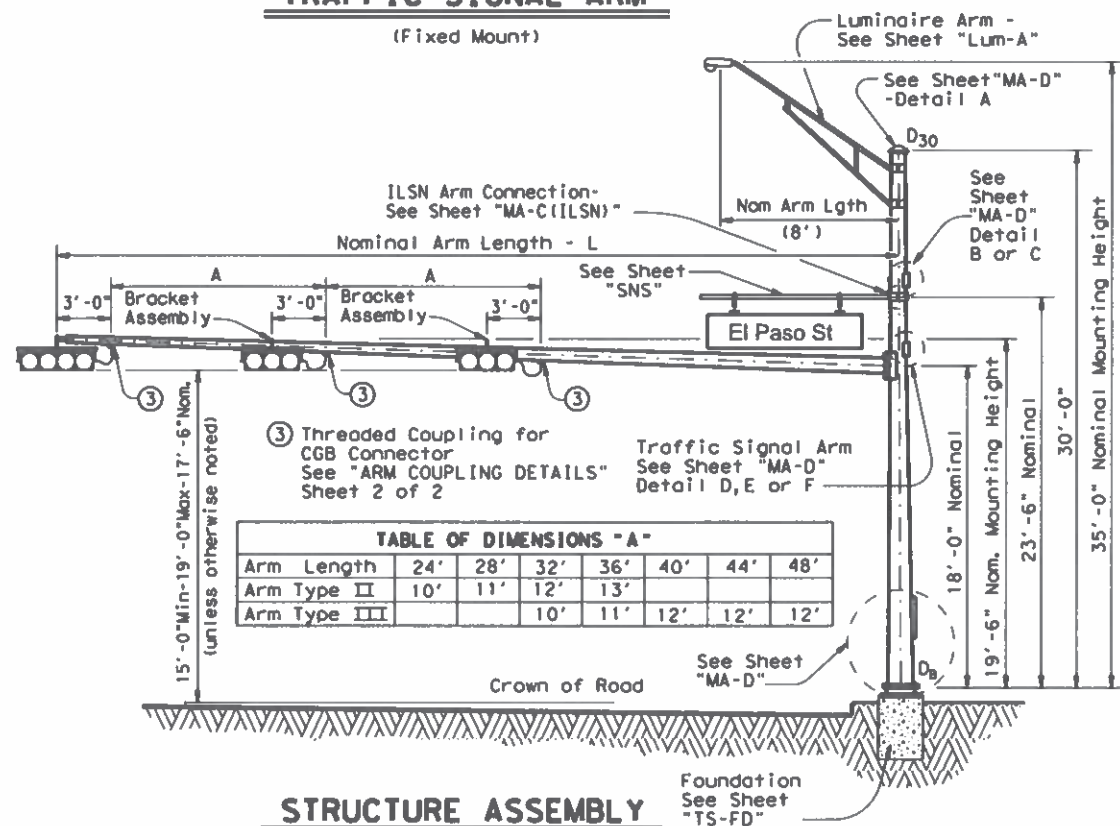 TRAFFIC SIGNAL ARM
(Fixed Mount)
Luminaire Arm -
See Sheet "Lum-A"
See Sheet"MA-D"
-Detail A
D30
ILSN Arm Connection-
See Sheet "MA-C(ILSN)"
Nom Arm Lgth
(8')
See
Sheet
"MA-D"
Detail
B or C
Nominal Arm Length - L
See Sheet
"SNS"
A
A
3'-0"
Bracket
Assembly
3'-0"
Bracket
Assembly
3'-0"
El Paso St
3
3
3
3 Threaded Coupling for
CGB Connector
See "ARM COUPLING DETAILS"
Sheet 2 of 2
Traffic Signal Arm
See Sheet "MA-D"
Detail D,E or F
15'-0"Min-19'-0"Max-17'-6"Nom.
(unless otherwise noted)
18'-0" Nominal
19'-6" Nom. Mounting Height
23'-6" Nominal
30'-0"
35'-0" Nominal Mounting Height
TABLE OF DIMENSIONS "A"
Arm Length 24' 28' 32' 36' 40' 44' 48'
Arm Type II 10' 11' 12' 13'
Arm Type III 10' 11' 12' 12' 12'
See Sheet
"MA-D"
DB
Crown of Road
Foundation
See Sheet
"TS-FD"
STRUCTURE ASSEMBLY